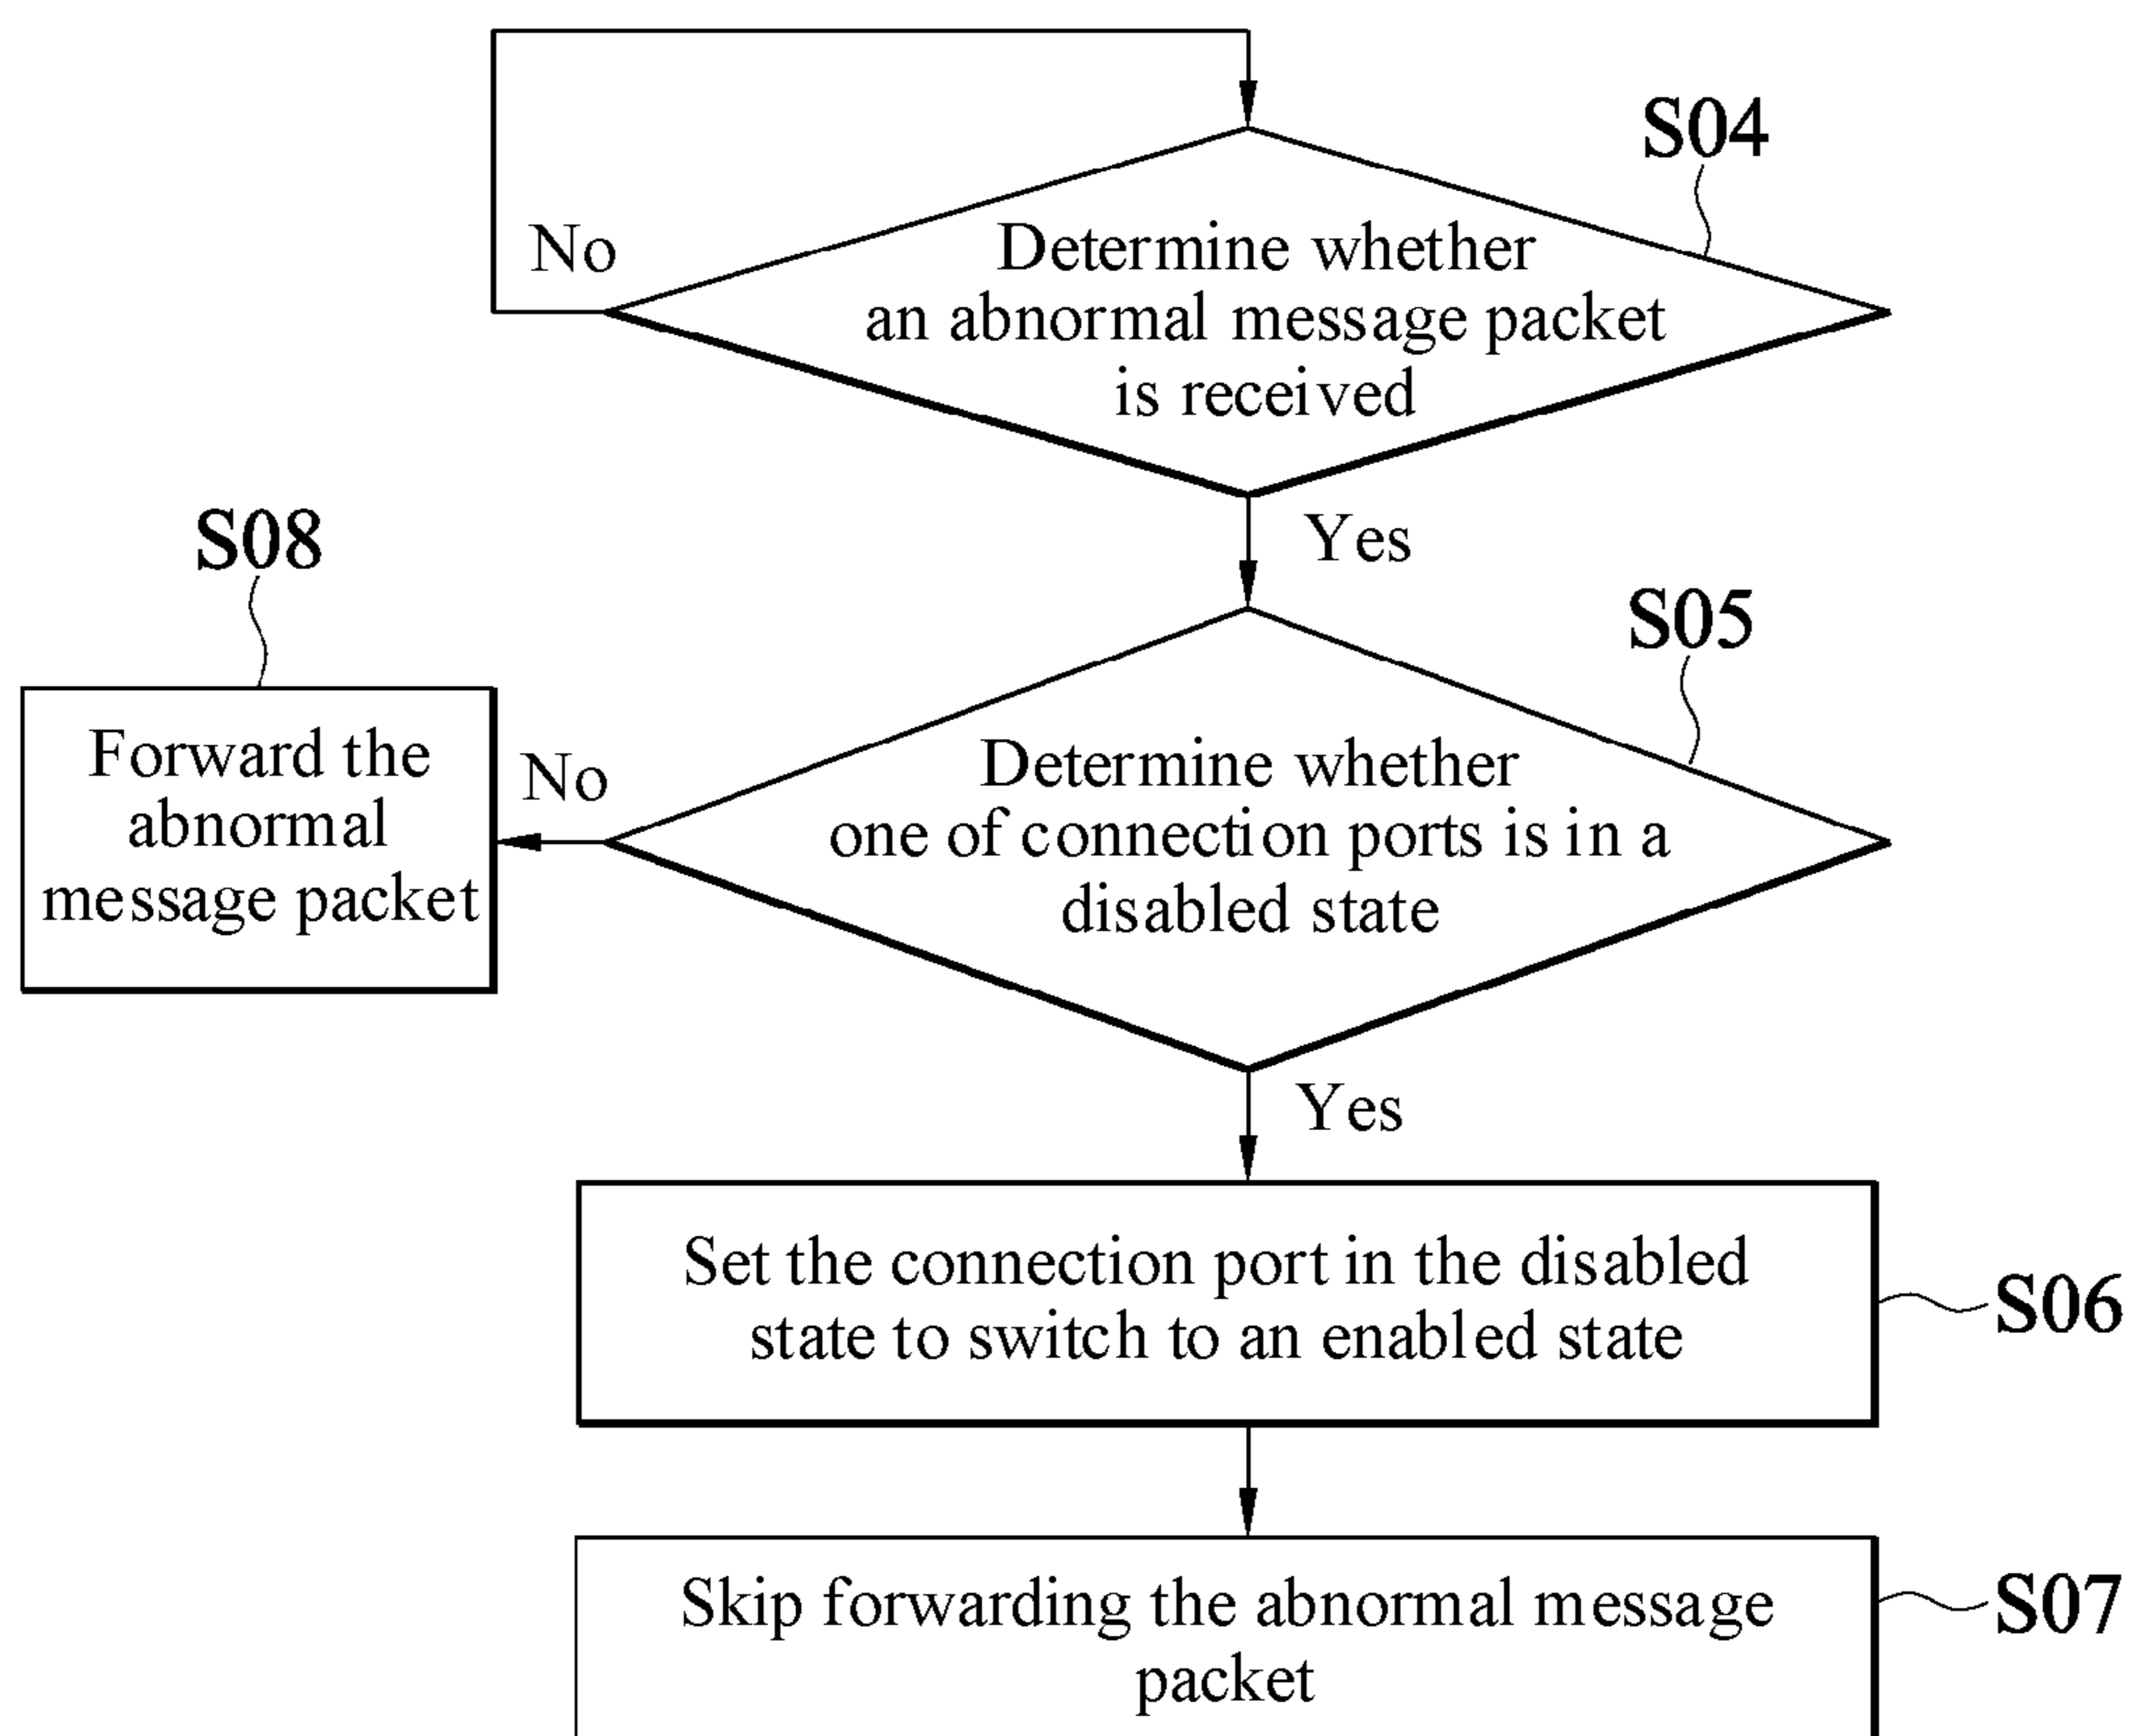 S04
No
Determine whether
an abnormal message packet
is received
Yes
S08
S05
Forward the
abnormal
message packet
No
Determine whether
one of connection ports is in a
disabled state
Yes
Set the connection port in the disabled
state to switch to an enabled state
S06
Skip forwarding the abnormal message
packet
S07